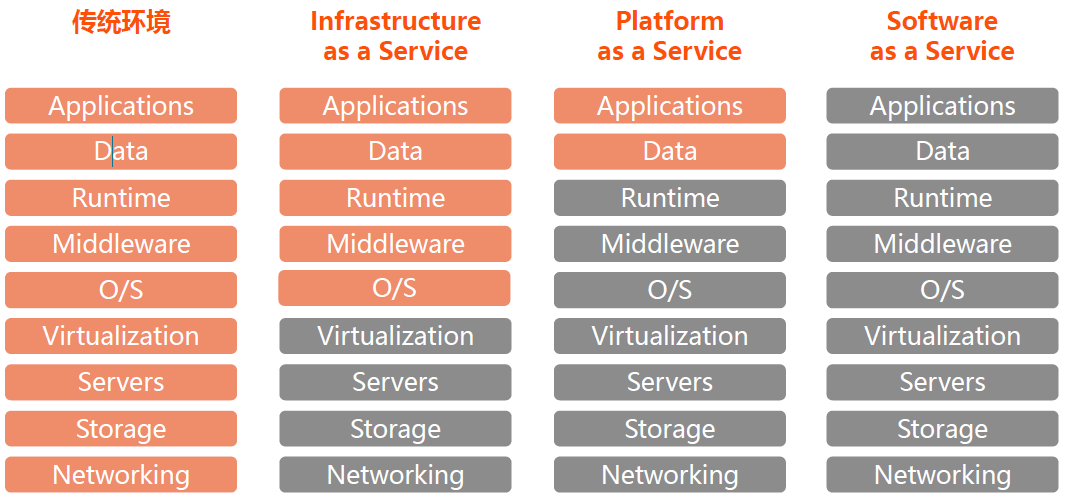 传统环境
Infrastructure
as a Service
Platform
as a Service
Software
as a Service
Applications
Applications
Applications
Applications
Data
Data
Data
Data
Runtime
Runtime
Runtime
Runtime
Middleware
Middleware
Middleware
Middleware
O/S
O/S
O/S
O/S
Virtualization
Virtualization
Virtualization
Virtualization
Servers
Servers
Servers
Servers
Storage
Storage
Storage
Storage
Networking
Networking
Networking
Networking